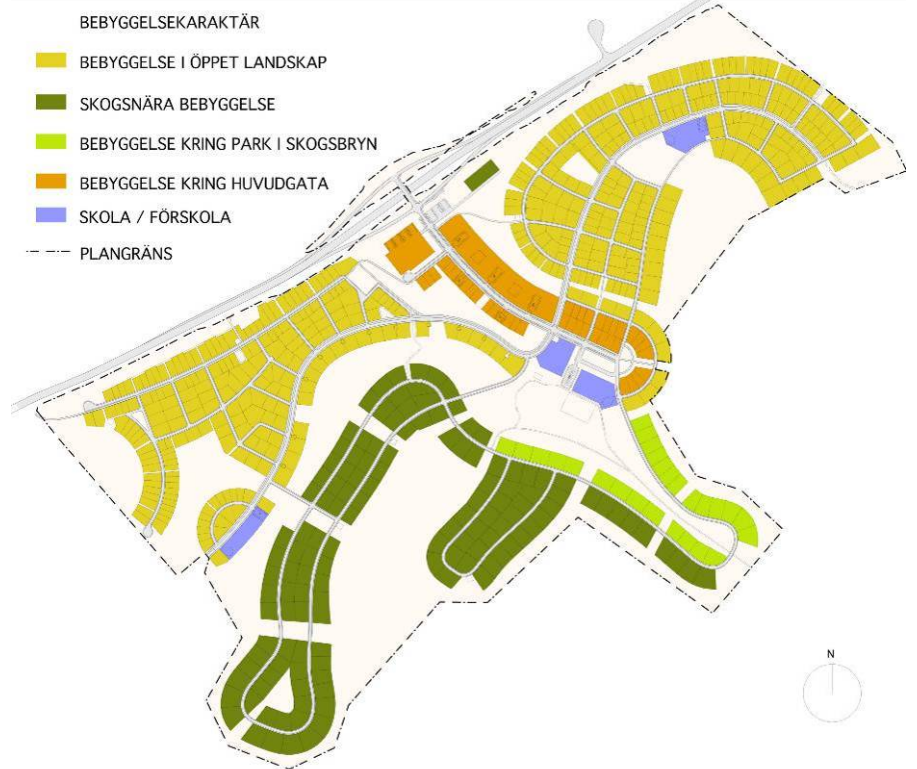 BEBYGGELSEKARAKTÄR
BEBYGGELSE I ÖPPET LANDSKAP
SKOGSNÄRA BEBYGGELSE
BEBYGGELSE KRING PARK I SKOGSBRYN
BEBYGGELSE KRING HUVUDGATA
SKOLA / FÖRSKOLA
PLANGRÄNS
N